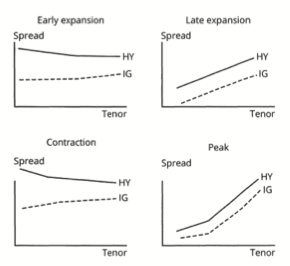 Early expansion
Spread
HY
IG
Tenor
Late expansion
Spread
HY
IG
Tenor
Contraction
Spread
HY
IG
Tenor
Peak
Spread
HY
IG
Tenor